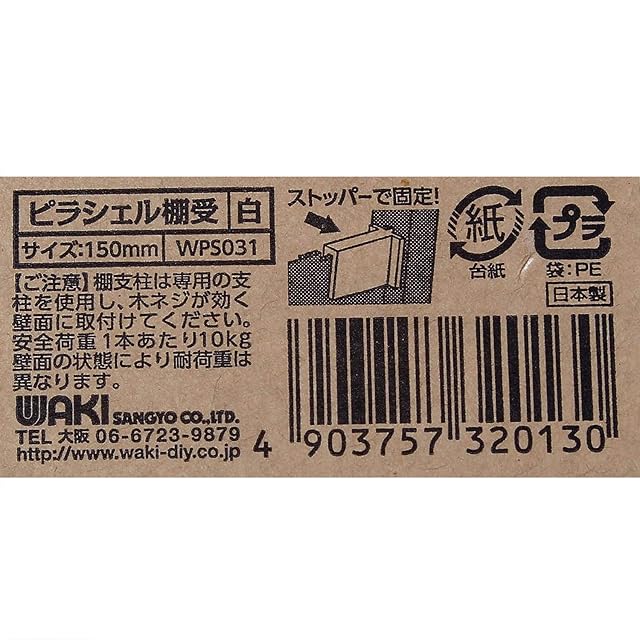 ピラシェル棚受 白
サイズ:150mm WPS031
【ご注意】棚支柱は専用の支
柱を使用し、木ネジが効く
壁面に取付けてください。
安全荷重 1本あたり10kg
壁面の状態により耐荷重は
異なります。
WAKI SANGYO CO.,LTD.
TEL 大阪 06-6723-9879
http://www.waki-diy.co.jp
ストッパーで固定!
紙
台紙
プラ
袋:PE
日本製
4 903757 320130